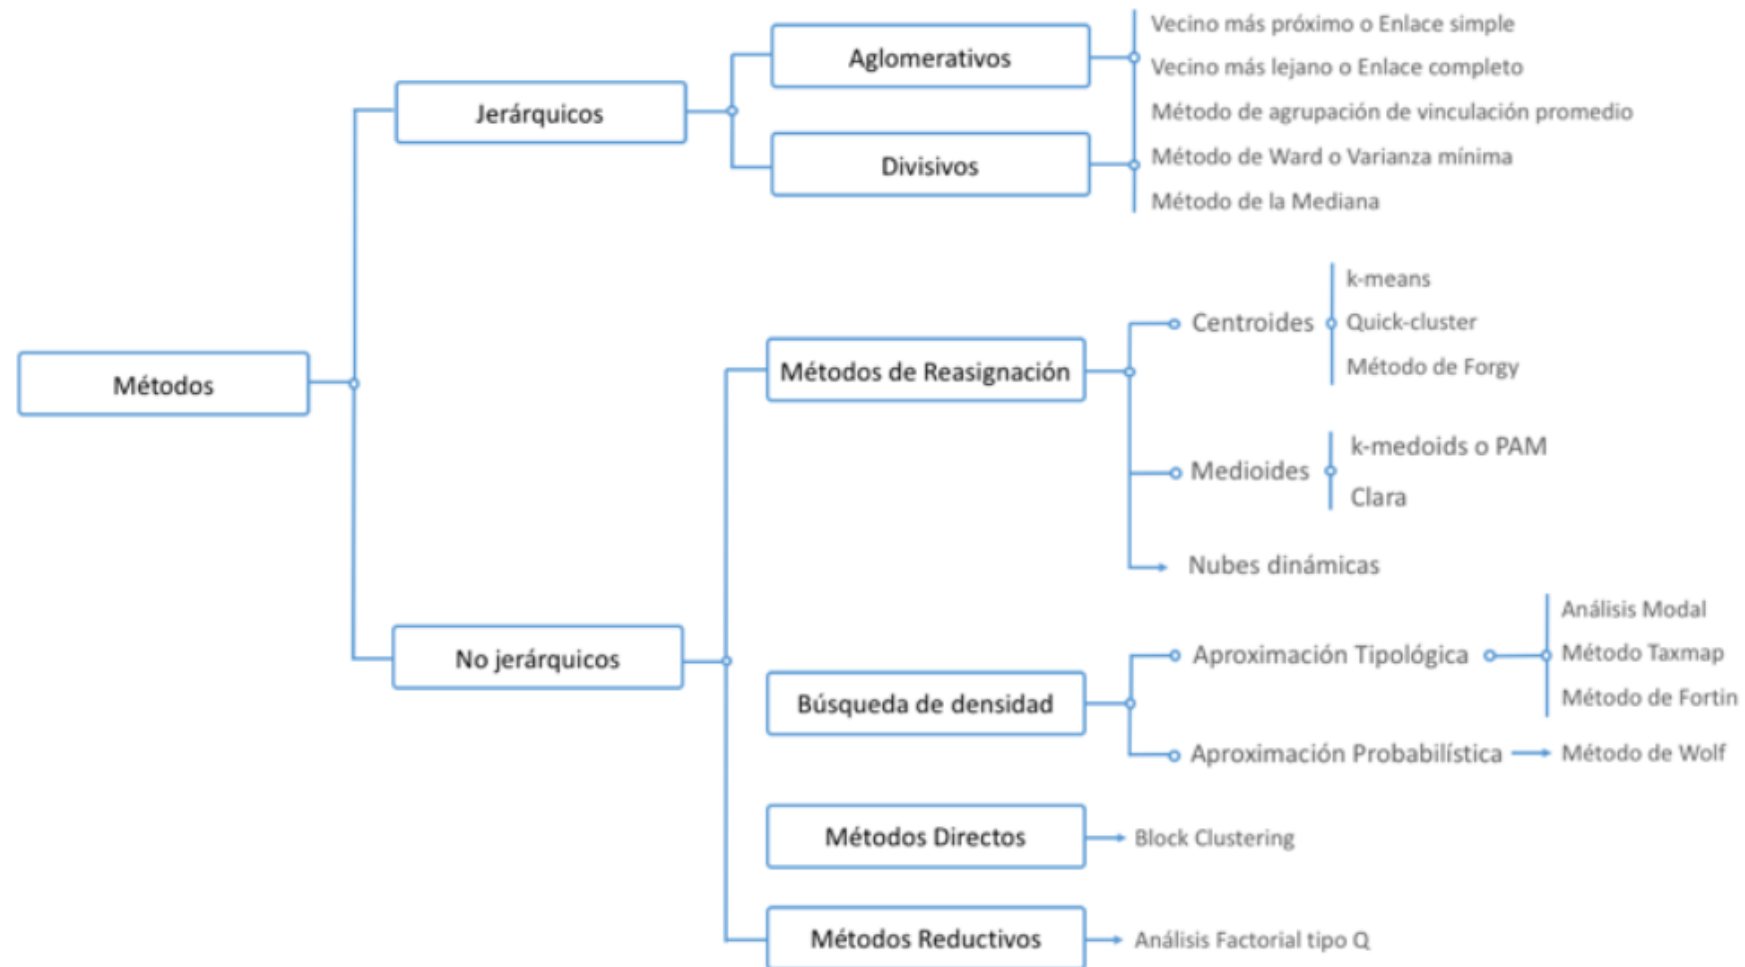 Métodos
Jerárquicos
Aglomerativos
Divisivos
Vecino más próximo o Enlace simple
Vecino más lejano o Enlace completo
Método de agrupación de vinculación promedio
Método de Ward o Varianza mínima
Método de la Mediana
No jerárquicos
Métodos de Reasignación
Centroides
k-means
Quick-cluster
Método de Forgy
Medioides
k-medoids o PAM
Clara
Nubes dinámicas
Búsqueda de densidad
Aproximación Tipológica
Análisis Modal
Método Taxmap
Método de Fortin
Aproximación Probabilística
Método de Wolf
Métodos Directos
Block Clustering
Métodos Reductivos
Análisis Factorial tipo Q